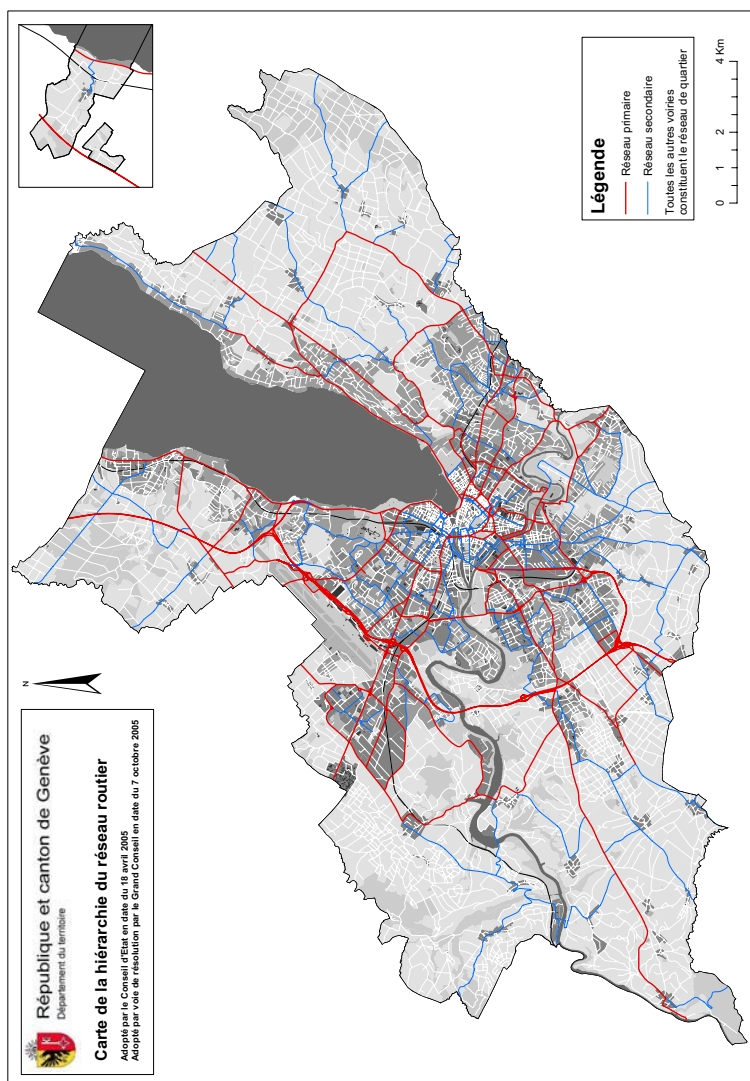 République et canton de Genève
Département du territoire
Carte de la hiérarchie du réseau routier
Adopté par le Conseil d'Etat en date du 18 avril 2005
Adopté par voie de résolution par le Grand Conseil en date du 7 octobre 2005
N
Légende
Réseau primaire
Réseau secondaire
Toutes les autres voiries
constituent le réseau de quartier
0 1 2 4 Km